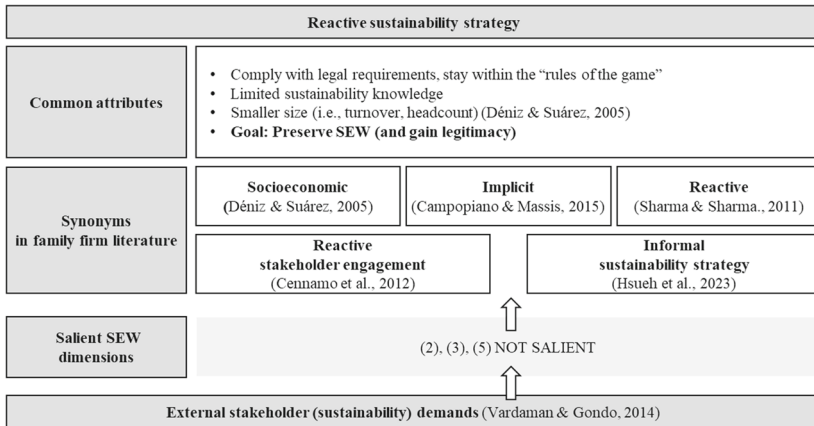 Reactive sustainability strategy
Common attributes
• Comply with legal requirements, stay within the “rules of the game”
• Limited sustainability knowledge
• Smaller size (i.e., turnover, headcount) (Déniz & Suárez, 2005)
• Goal: Preserve SEW (and gain legitimacy)
Synonyms
in family firm literature
Socioeconomic
(Déniz & Suárez, 2005)
Implicit
(Campopiano & Massis, 2015)
Reactive
(Sharma & Sharma., 2011)
Reactive
stakeholder engagement
(Cennamo et al., 2012)
Informal
sustainability strategy
(Hsueh et al., 2023)
Salient SEW
dimensions
(2), (3), (5) NOT SALIENT
External stakeholder (sustainability) demands (Vardaman & Gondo, 2014)